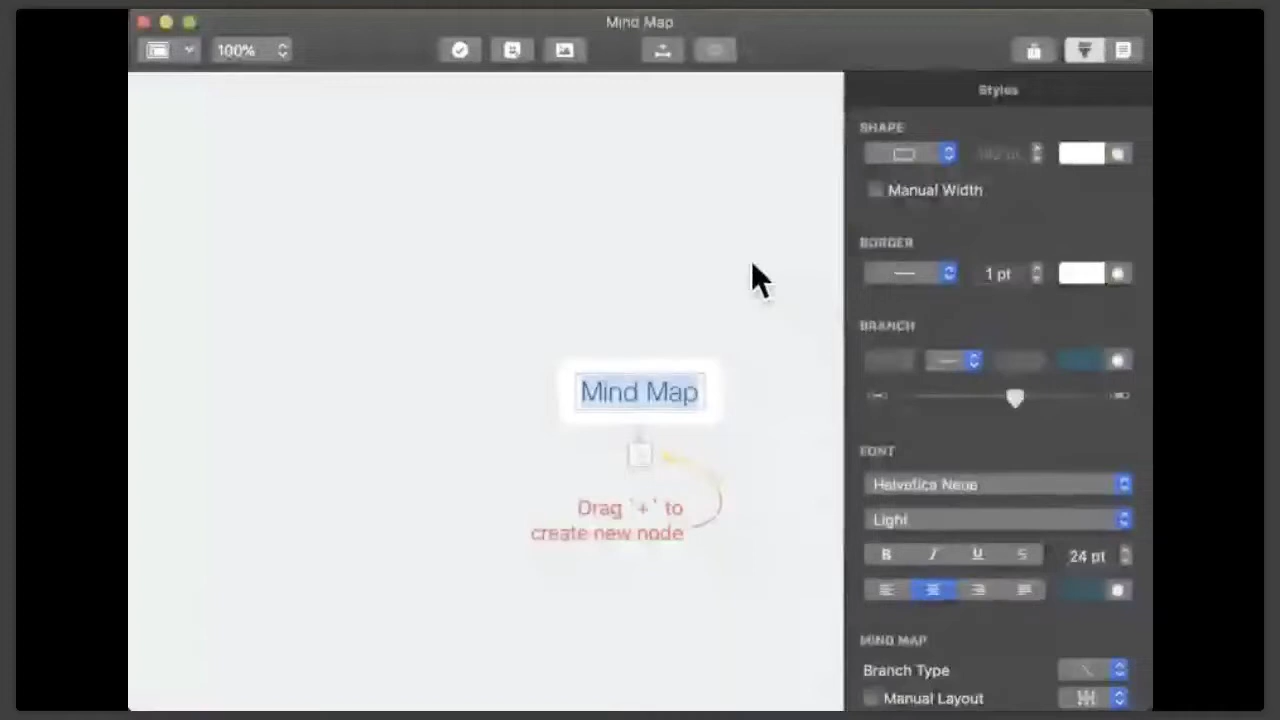 Mind Map
100%
Styles
SHAPE
Manual Width
BORDER
1 pt
BRANCH
Mind Map
FONT
Helvetica Neue
Drag `+` to
create new node
Light
B I U S
24 pt
MIND MAP
Branch Type
Manual Layout